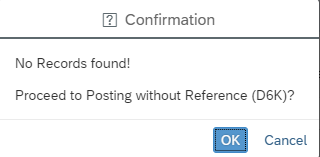 Confirmation
No Records found!
Proceed to Posting without Reference (D6K)?
OK Cancel